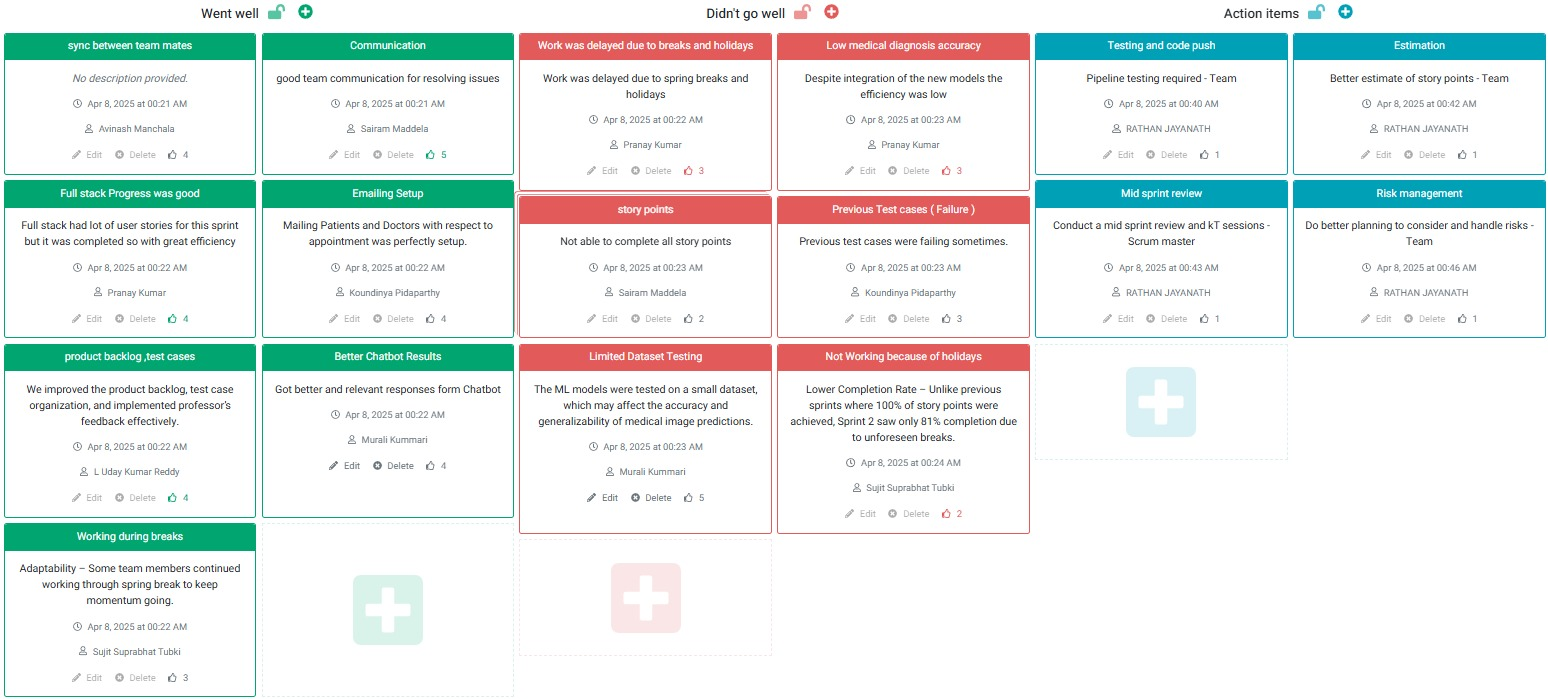 Went well
Didn't go well
Action items
sync between team mates
No description provided.
Apr 8, 2025 at 00:21 AM
Avinash Manchala
Edit Delete 4
Communication
good team communication for resolving issues
Apr 8, 2025 at 00:21 AM
Sairam Maddela
Edit Delete 5
Work was delayed due to breaks and holidays
Work was delayed due to spring breaks and
holidays
Apr 8, 2025 at 00:22 AM
Pranay Kumar
Edit Delete 3
Low medical diagnosis accuracy
Despite integration of the new models the
efficiency was low
Apr 8, 2025 at 00:23 AM
Pranay Kumar
Edit Delete 3
Testing and code push
Pipeline testing required - Team
Apr 8, 2025 at 00:40 AM
RATHAN JAYANATH
Edit Delete 1
Estimation
Better estimate of story points - Team
Apr 8, 2025 at 00:42 AM
RATHAN JAYANATH
Edit Delete 1
Full stack Progress was good
Full stack had lot of user stories for this sprint
but it was completed so with great efficiency
Apr 8, 2025 at 00:22 AM
Pranay Kumar
Edit Delete 4
Emailing Setup
Mailing Patients and Doctors with respect to
appointment was perfectly setup.
Apr 8, 2025 at 00:22 AM
Koundinya Pidaparthy
Edit Delete 4
story points
Not able to complete all story points
Apr 8, 2025 at 00:23 AM
Sairam Maddela
Edit Delete 2
Previous Test cases ( Failure )
Previous test cases were failing sometimes.
Apr 8, 2025 at 00:23 AM
Koundinya Pidaparthy
Edit Delete 3
Mid sprint review
Conduct a mid sprint review and kT sessions -
Scrum master
Apr 8, 2025 at 00:43 AM
RATHAN JAYANATH
Edit Delete 1
Risk management
Do better planning to consider and handle risks -
Team
Apr 8, 2025 at 00:46 AM
RATHAN JAYANATH
Edit Delete 1
product backlog ,test cases
We improved the product backlog, test case
organization, and implemented professor's
feedback effectively.
Apr 8, 2025 at 00:22 AM
L Uday Kumar Reddy
Edit Delete 4
Better Chatbot Results
Got better and relevant responses form Chatbot
Apr 8, 2025 at 00:22 AM
Murali Kummari
Edit Delete 4
Limited Dataset Testing
The ML models were tested on a small dataset,
which may affect the accuracy and
generalizability of medical image predictions.
Apr 8, 2025 at 00:23 AM
Murali Kummari
Edit Delete 5
Not Working because of holidays
Lower Completion Rate – Unlike previous
sprints where 100% of story points were
achieved, Sprint 2 saw only 81% completion due
to unforeseen breaks.
Apr 8, 2025 at 00:24 AM
Sujit Suprabhat Tubki
Edit Delete 2
Working during breaks
Adaptability – Some team members continued
working through spring break to keep
momentum going.
Apr 8, 2025 at 00:22 AM
Sujit Suprabhat Tubki
Edit Delete 3